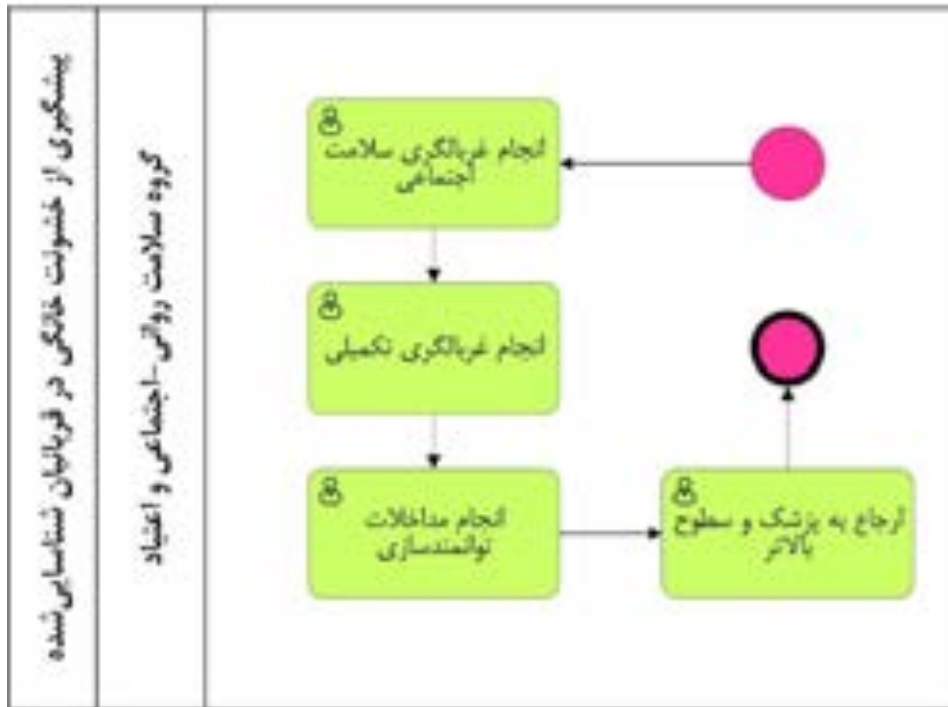 پیشگیری از خشونت خانگی در قربانیان شناسایی‌شده
گروه سلامت روانی-اجتماعی و اعتیاد
انجام غربالگری سلامت
اجتماعی
انجام غربالگری تکمیلی
انجام مداخلات
توانمندسازی
ارجاع به پزشک و سطوح
بالاتر